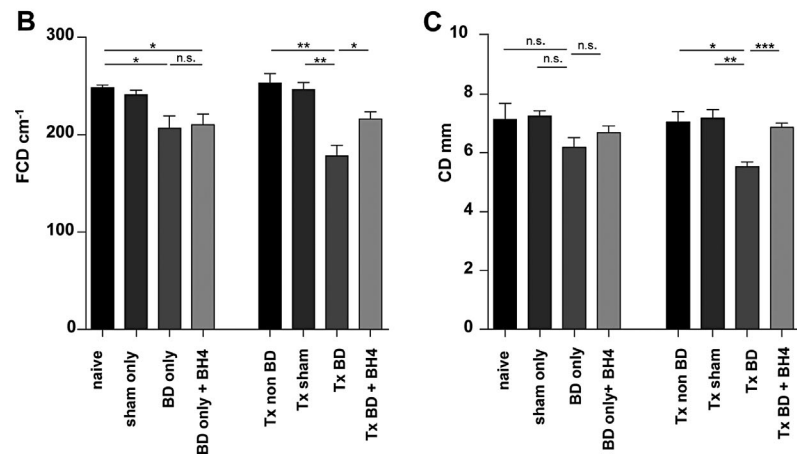 B
FCD cm-1
300
200
100
0
*
*
n.s.
**
*
**
naive
sham only
BD only
BD only + BH4
Tx non BD
Tx sham
Tx BD
Tx BD + BH4
C
CD mm
10
8
6
4
2
0
n.s.
n.s.
n.s.
*
***
**
naive
sham only
BD only
BD only+ BH4
Tx non BD
Tx sham
Tx BD
Tx BD + BH4